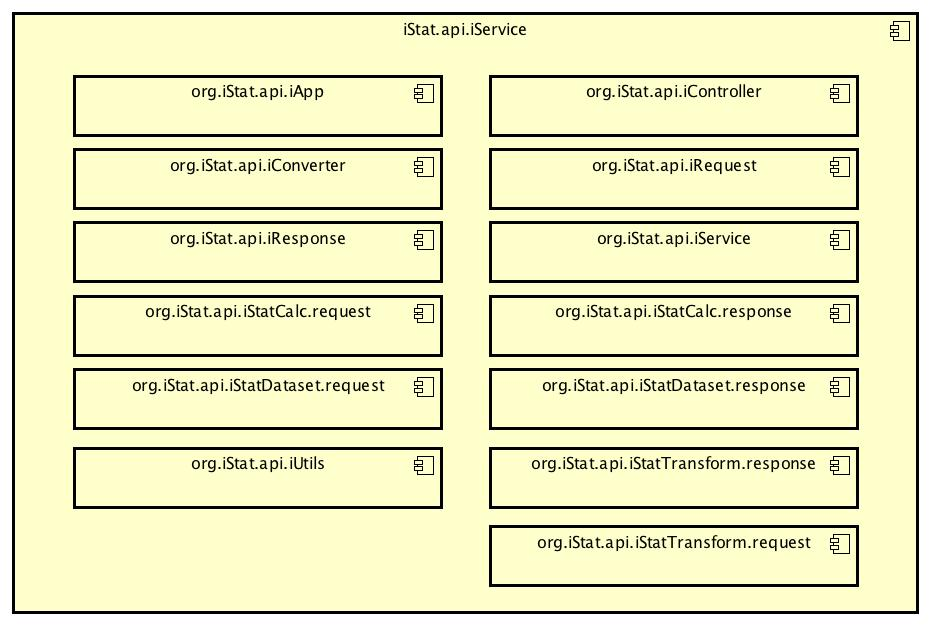 iStat.api.iService
org.iStat.api.iApp
org.iStat.api.iController
org.iStat.api.iConverter
org.iStat.api.iRequest
org.iStat.api.iResponse
org.iStat.api.iService
org.iStat.api.iStatCalc.request
org.iStat.api.iStatCalc.response
org.iStat.api.iStatDataset.request
org.iStat.api.iStatDataset.response
org.iStat.api.iUtils
org.iStat.api.iStatTransform.response
org.iStat.api.iStatTransform.request